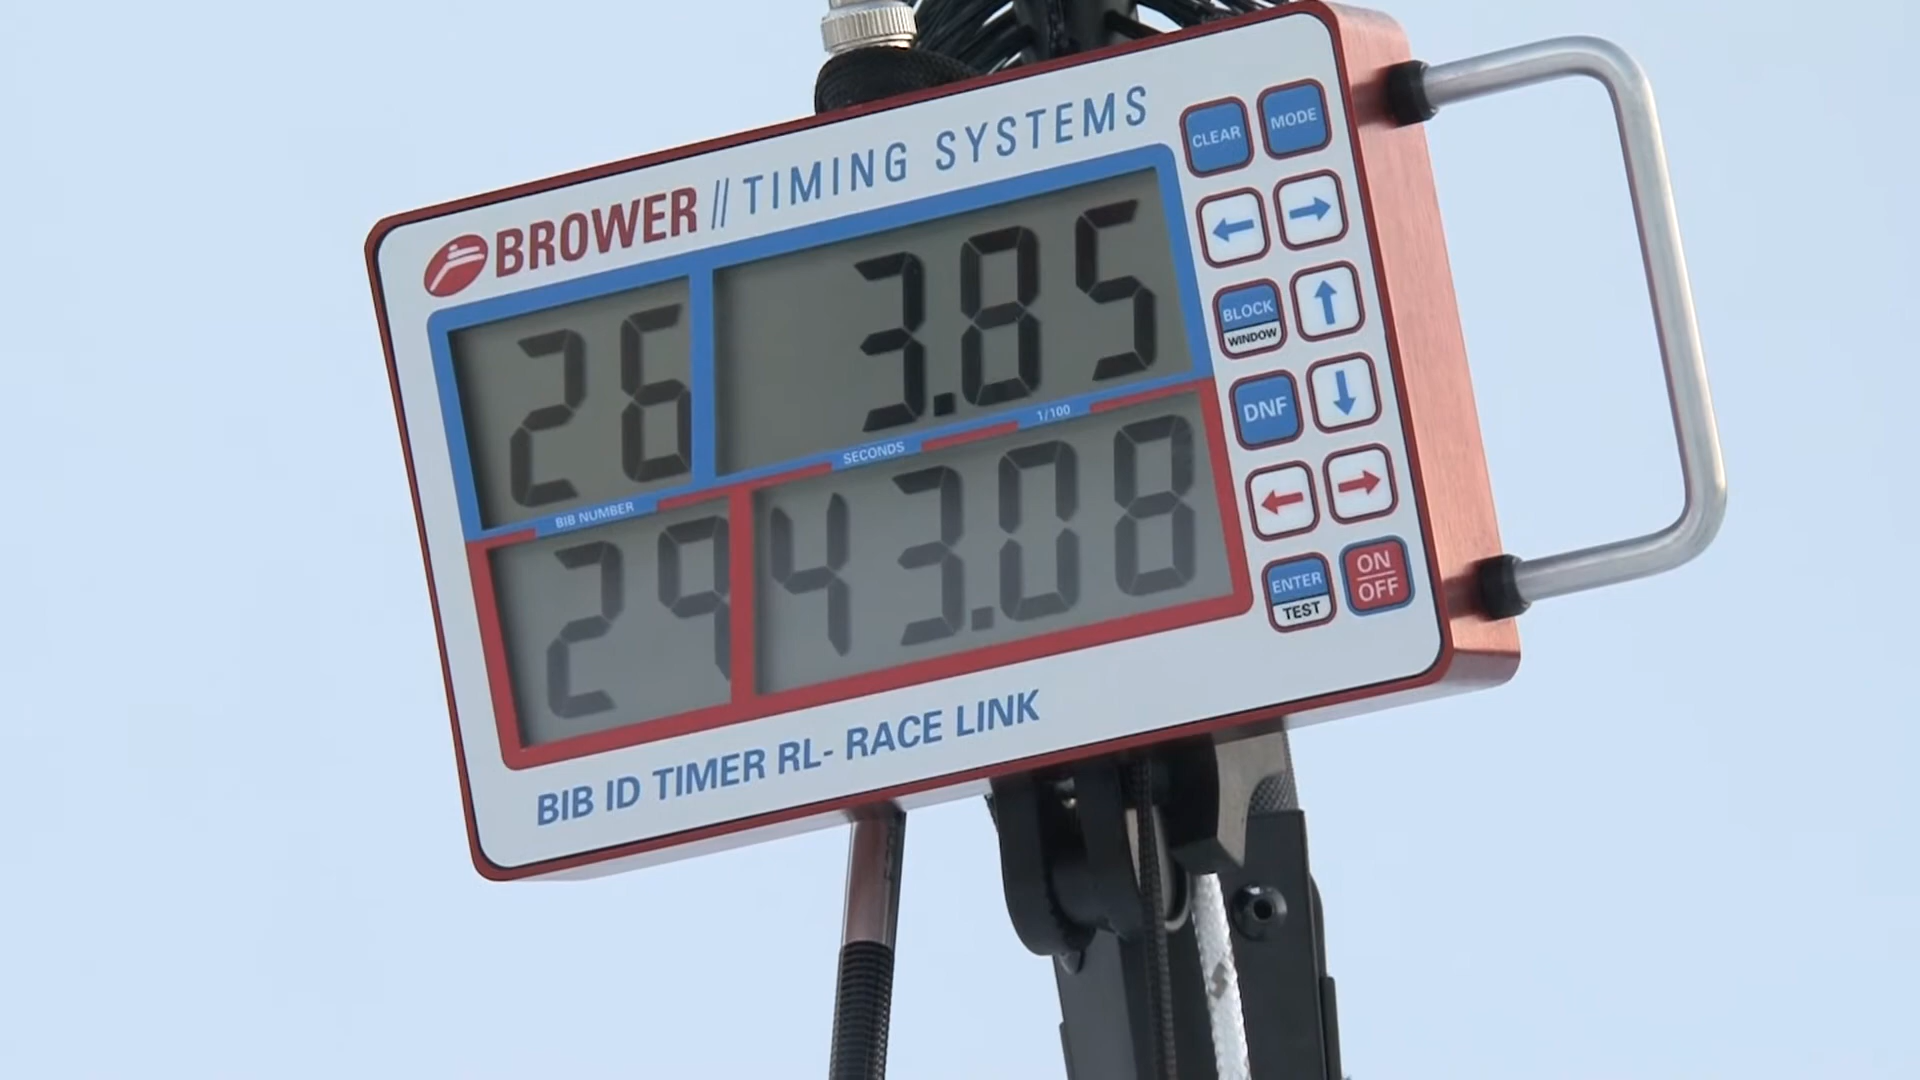 BROWER // TIMING SYSTEMS
CLEAR
MODE
26 3.85
BLOCK
WINDOW
DNF
BIB NUMBER SECONDS 1/100
29 43.08
ENTER
TEST
ON
OFF
BIB ID TIMER RL- RACE LINK